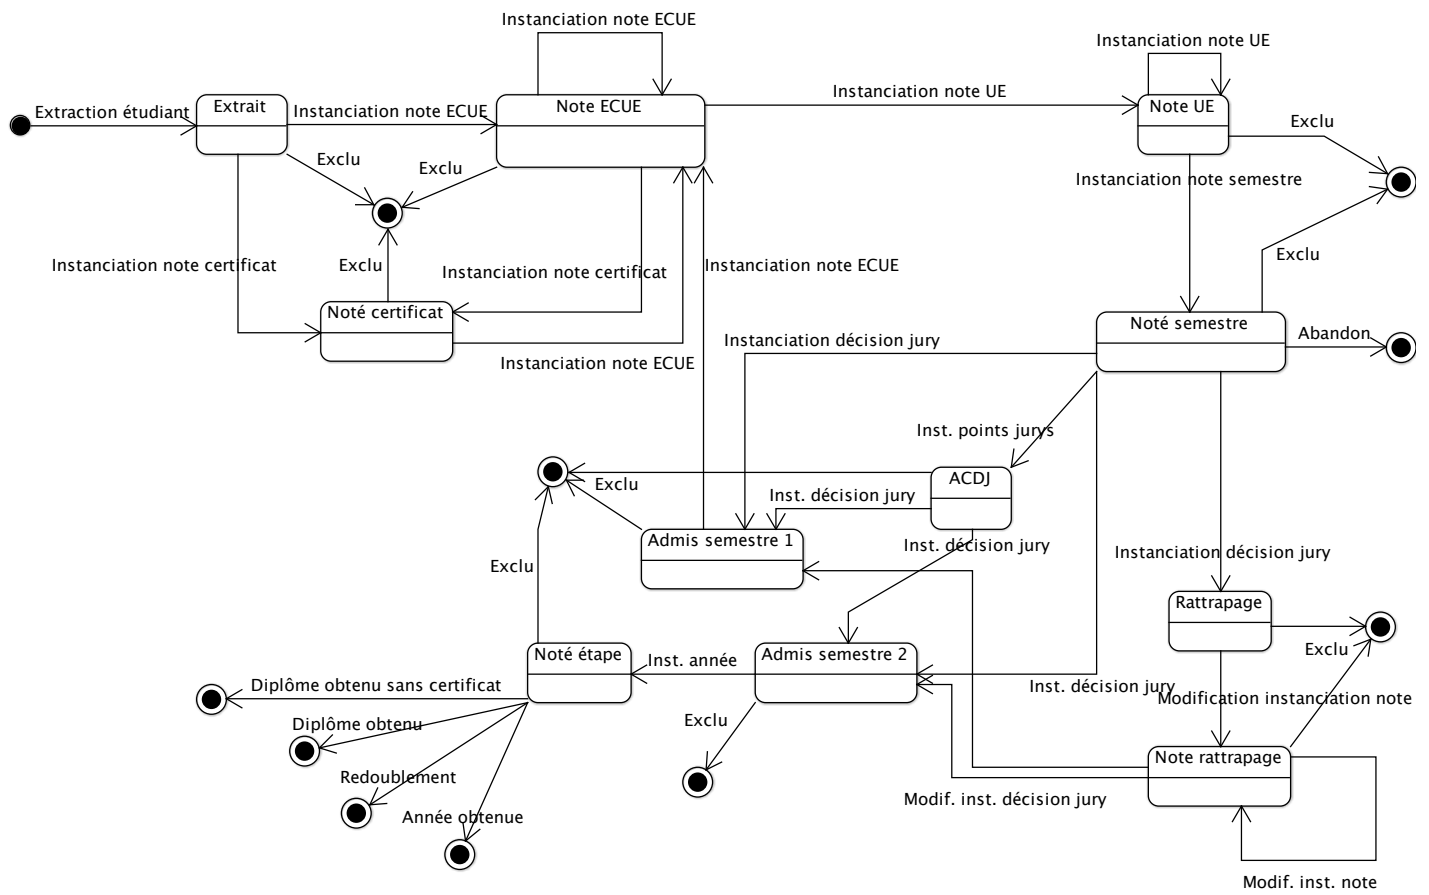 Instanciation note ECUE
Instanciation note UE
Extraction étudiant
Extrait
Instanciation note ECUE
Note ECUE
Instanciation note UE
Note UE
Exclu
Exclu
Exclu
Instanciation note semestre
Instanciation note certificat
Exclu
Instanciation note certificat
Instanciation note ECUE
Exclu
Noté certificat
Noté semestre
Abandon
Instanciation décision jury
Instanciation note ECUE
Inst. points jurys
ACDJ
Exclu
Inst. décision jury
Admis semestre 1
Inst. décision jury
Instanciation décision jury
Exclu
Rattrapage
Noté étape
Inst. année
Admis semestre 2
Exclu
Diplôme obtenu sans certificat
Inst. décision jury
Modification instanciation note
Diplôme obtenu
Exclu
Note rattrapage
Redoublement
Modif. inst. décision jury
Année obtenue
Modif. inst. note